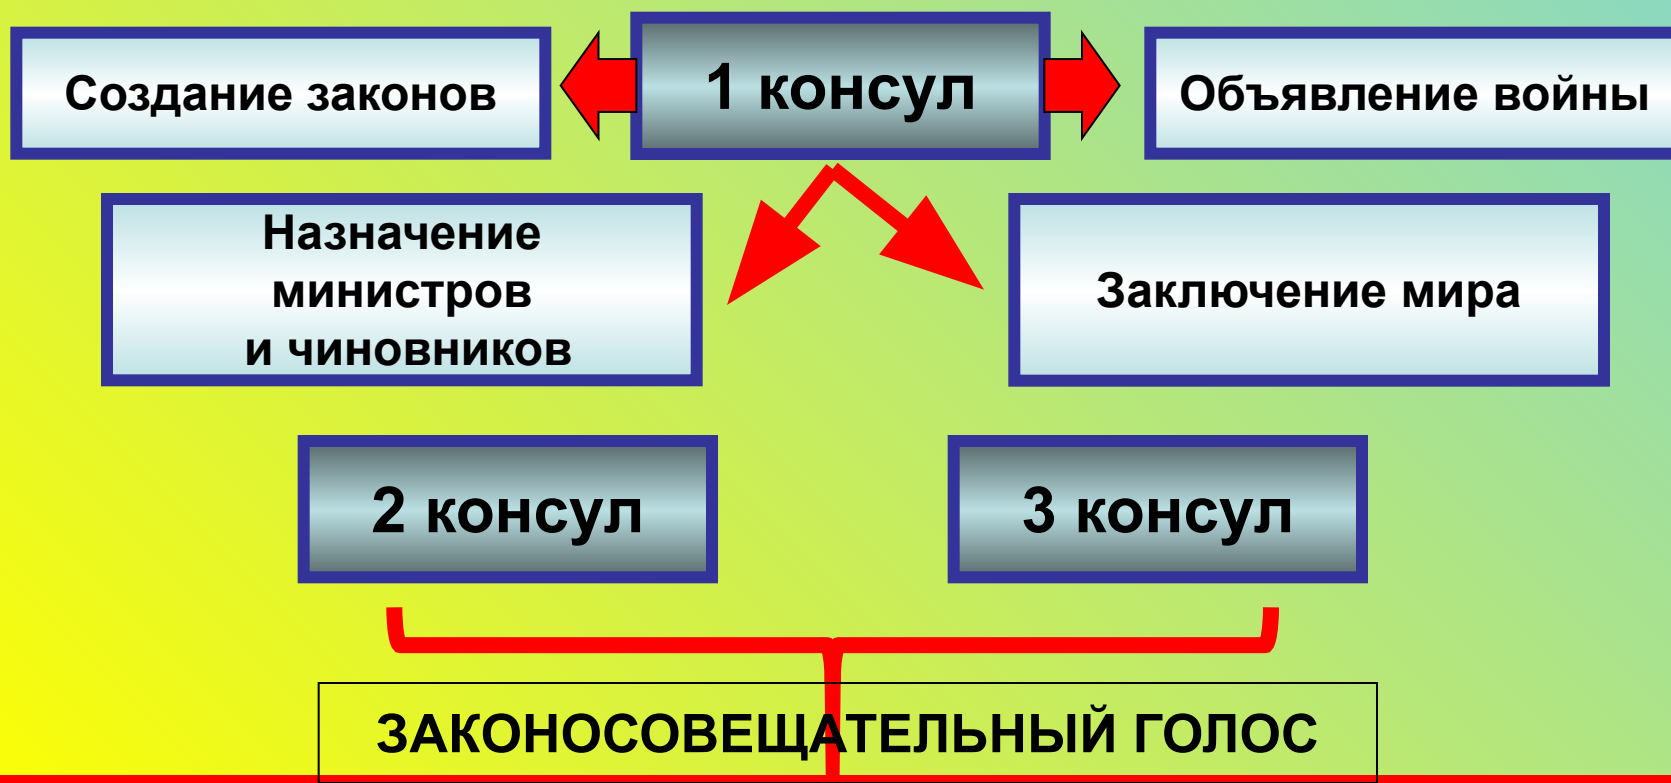 Создание законов
1 консул
Объявление войны
Назначение
министров
и чиновников
Заключение мира
2 консул
3 консул
ЗАКОНОСОВЕЩАТЕЛЬНЫЙ ГОЛОС